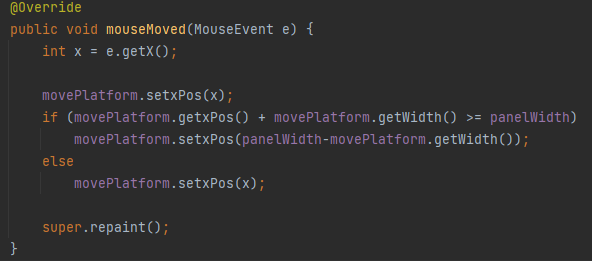 @Override
public void mouseMoved(MouseEvent e) {
    int x = e.getX();

    movePlatform.setxPos(x);
    if (movePlatform.getxPos() + movePlatform.getWidth() >= panelWidth)
        movePlatform.setxPos(panelWidth-movePlatform.getWidth());
    else
        movePlatform.setxPos(x);

    super.repaint();
}